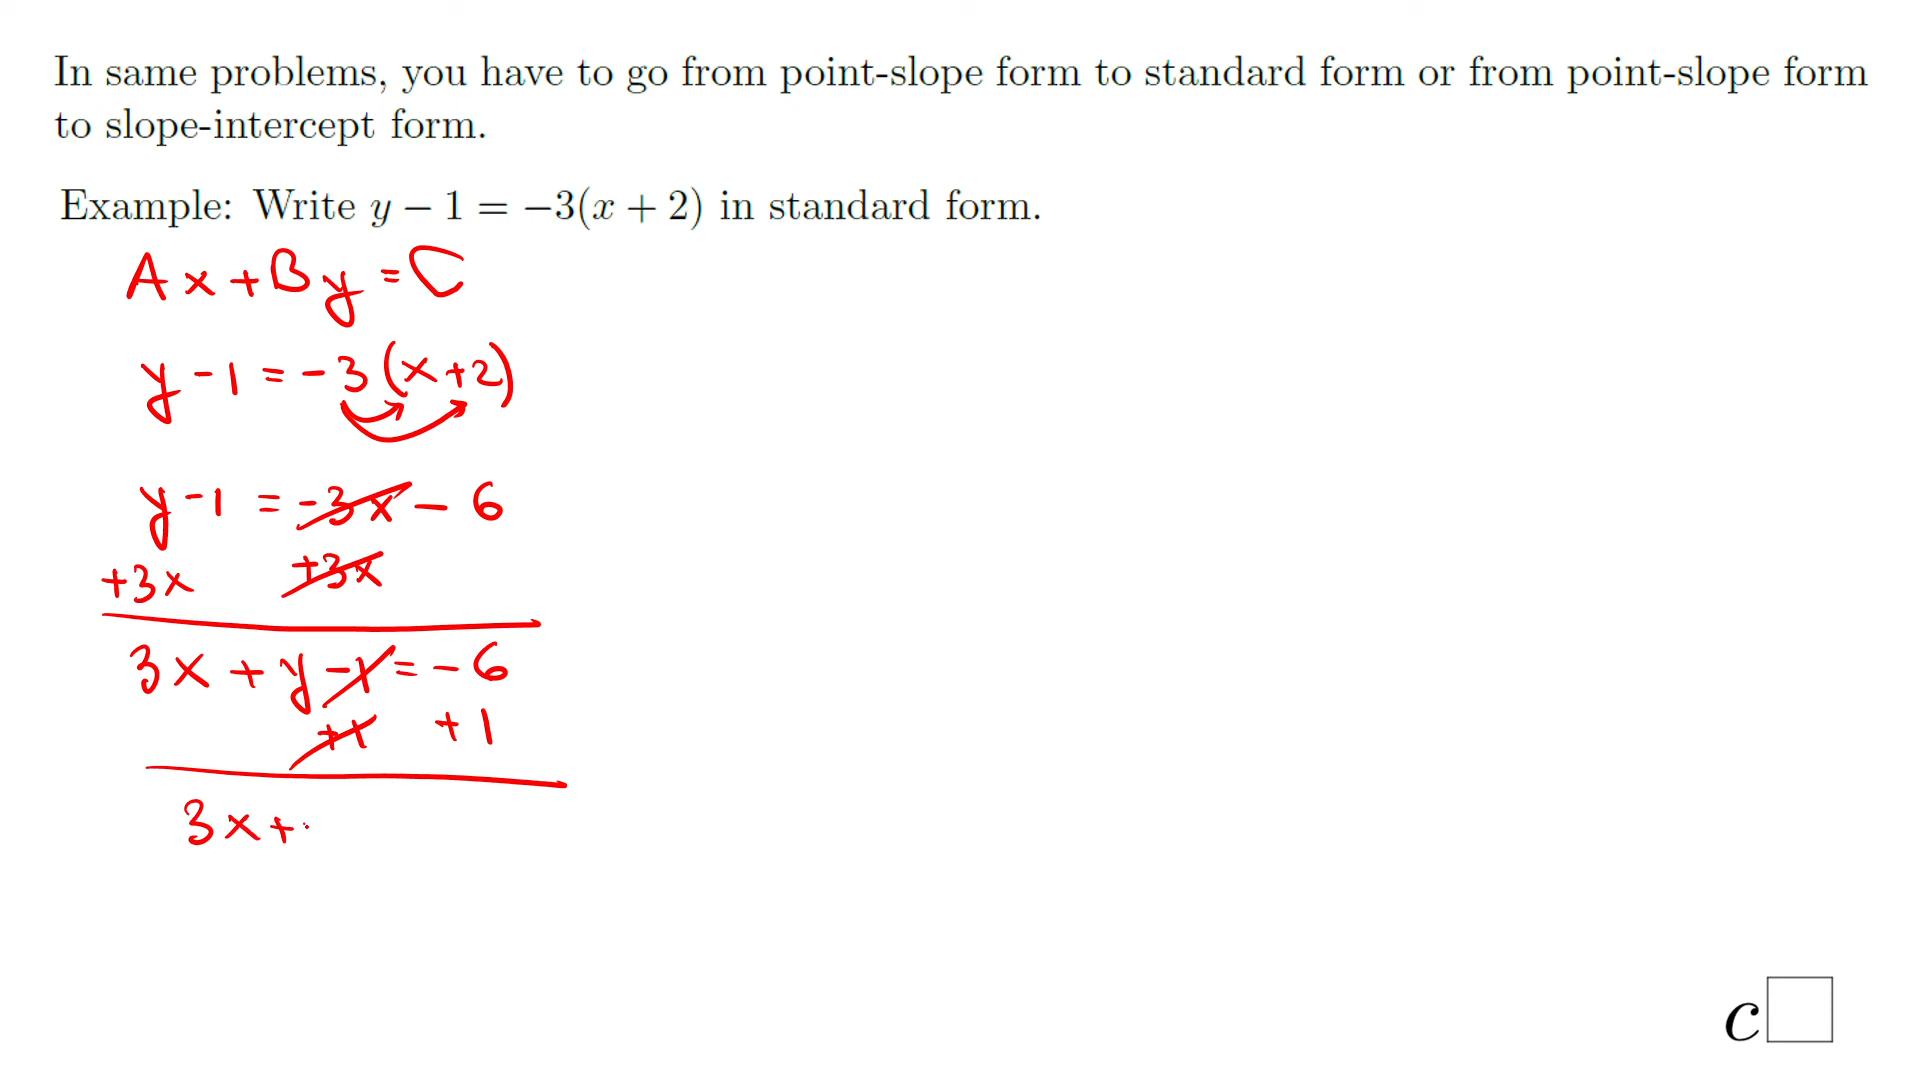 In same problems, you have to go from point-slope form to standard form or from point-slope form
to slope-intercept form.
Example: Write y − 1 = −3(x + 2) in standard form.
Ax+By=C
y-1=-3(x+2)
y-1=-3x-6
+3x +3x
3x+y-1=-6
+1 +1
3x+
c